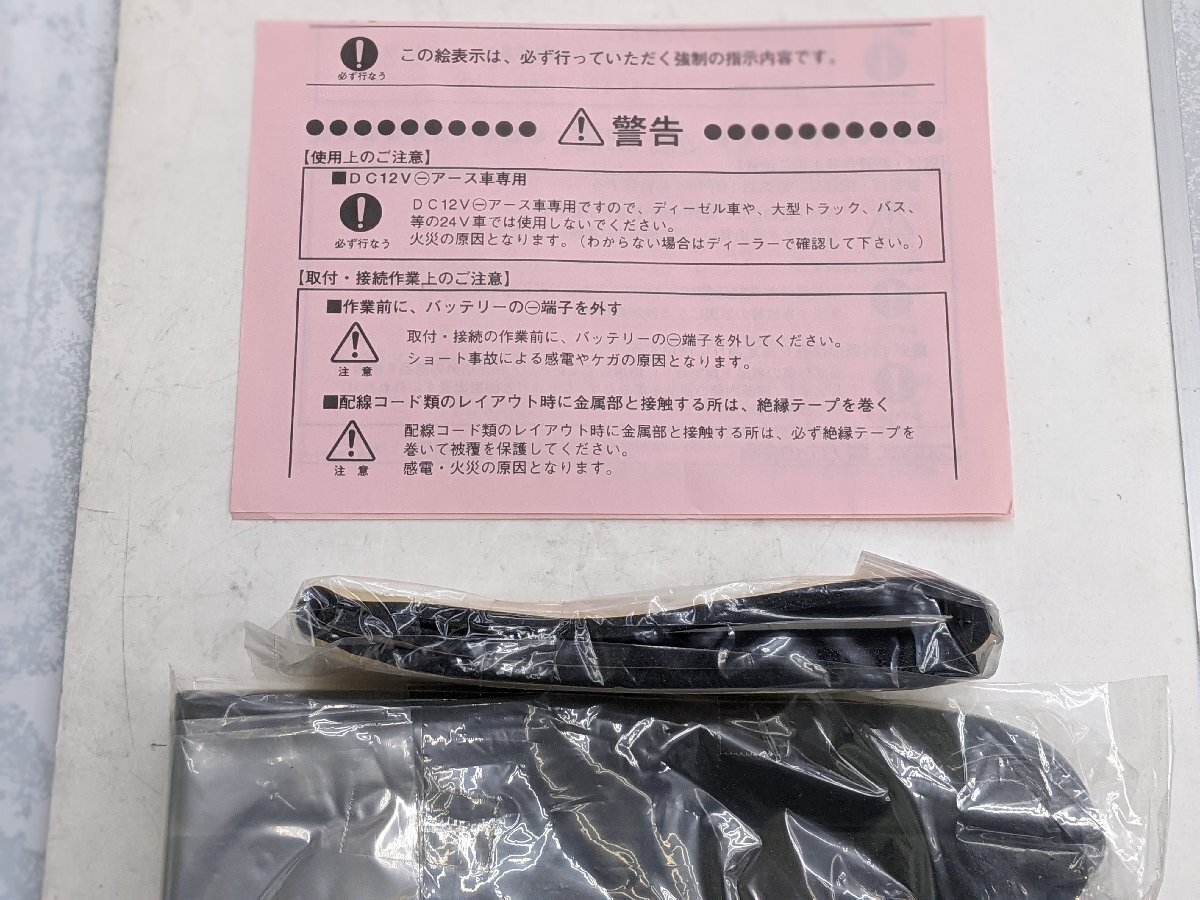 この絵表示は、必ず行っていただく強制の指示内容です。
必ず行なう
●●●●●●●●●● 警告 ●●●●●●●●●●
【使用上のご注意】
■DC12V㊀アース車専用
DC12V㊀アース車専用ですので、ディーゼル車や、大型トラック、バス、
等の24V車では使用しないでください。
必ず行なう
火災の原因となります。(わからない場合はディーラーで確認して下さい。)
【取付・接続作業上のご注意】
■作業前に、バッテリーの㊀端子を外す
取付・接続の作業前に、バッテリーの㊀端子を外してください。
ショート事故による感電やケガの原因となります。
注 意
■配線コード類のレイアウト時に金属部と接触する所は、絶縁テープを巻く
配線コード類のレイアウト時に金属部と接触する所は、必ず絶縁テープを
巻いて被覆を保護してください。
感電・火災の原因となります。
注 意